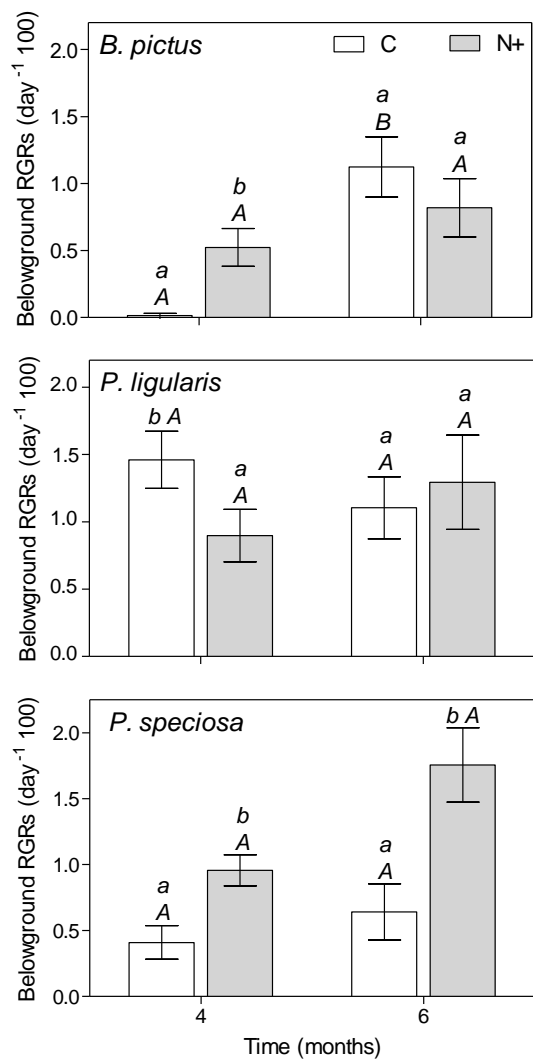 B. pictus
C
N+
Belowground RGRs (day⁻¹ 100)
2.0
1.5
1.0
0.5
0.0
a
A
b
A
a
B
a
A
P. ligularis
Belowground RGRs (day⁻¹ 100)
2.0
1.5
1.0
0.5
0.0
b A
a
A
a
A
a
A
P. speciosa
Belowground RGRs (day⁻¹ 100)
2.0
1.5
1.0
0.5
0.0
a
A
b
A
a
A
b A
4
6
Time (months)